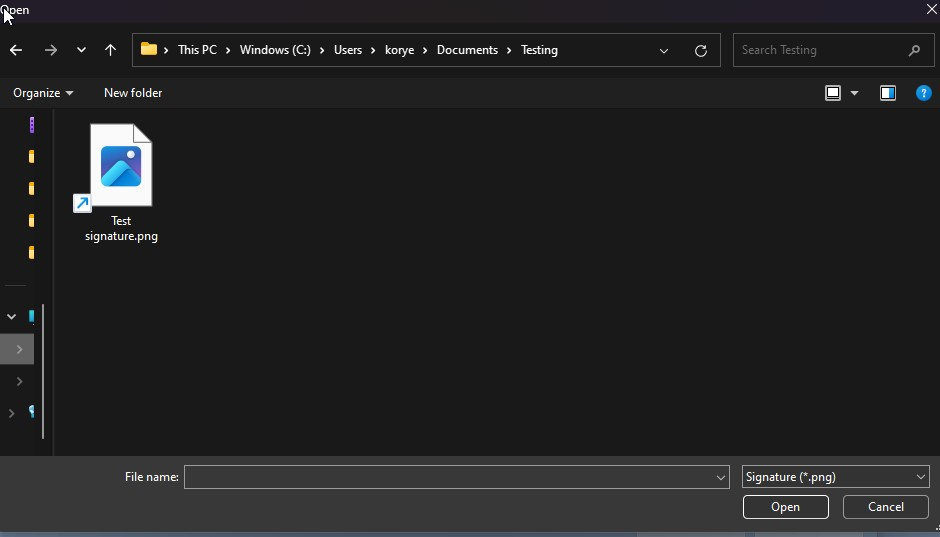 Open
This PC > Windows (C:) > Users > korye > Documents > Testing
Search Testing
Organize
New folder
Test
signature.png
File name:
Signature (*.png)
Open
Cancel